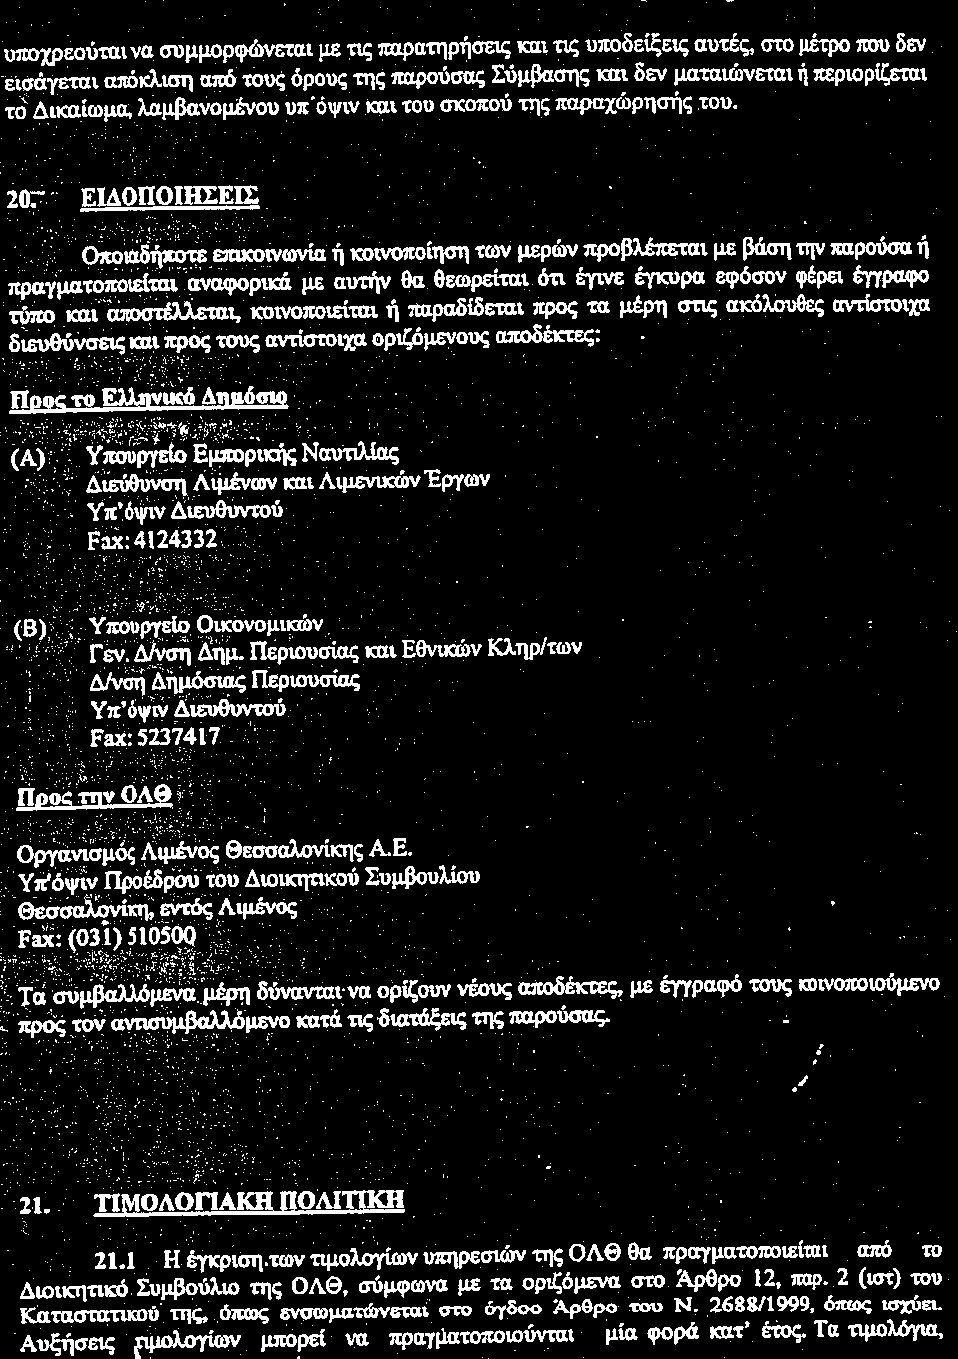 υποχρεούται να συμμορφώνεται με τις παρατηρήσεις και τις υποδείξεις αυτές, στο μέτρο που δεν
εισάγεται απόκλιση από τους όρους της παρούσας Σύμβασης και δεν ματαιώνεται ή περιορίζεται
το Δικαίωμα, λαμβανομένου υπ΄όψιν και του σκοπού της παραχώρησής του.
20. ΕΙΔΟΠΟΙΗΣΕΙΣ
Οποιαδήποτε επικοινωνία ή κοινοποίηση των μερών προβλέπεται με βάση την παρούσα ή
πραγματοποιείται αναφορικά με αυτήν θα θεωρείται ότι έγινε έγκυρα εφόσον φέρει έγγραφο
τύπο και αποστέλλεται, κοινοποιείται ή παραδίδεται προς τα μέρη στις ακόλουθες αντίστοιχα
διευθύνσεις και προς τους αντίστοιχα οριζόμενους αποδέκτες:
Προς το Ελληνικό Δημόσιο
(Α) Υπουργείο Εμπορικής Ναυτιλίας
Διεύθυνση Λιμένων και Λιμενικών Έργων
Υπ’όψιν Διευθυντού
Fax: 4124332
(Β) Υπουργείο Οικονομικών
Γεν. Δ/νση Δημ. Περιουσίας και Εθνικών Κληρ/των
Δ/νση Δημόσιας Περιουσίας
Υπ’όψιν Διευθυντού
Fax: 5237417
Προς την ΟΛΘ
Οργανισμός Λιμένος Θεσσαλονίκης Α.Ε.
Υπ'όψιν Προέδρου του Διοικητικού Συμβουλίου
Θεσσαλονίκη, εντός Λιμένος
Fax: (031) 510500
Τα συμβαλλόμενα μέρη δύνανται να ορίζουν νέους αποδέκτες, με έγγραφό τους κοινοποιούμενο
προς τον αντισυμβαλλόμενο κατά τις διατάξεις της παρούσας.
21. ΤΙΜΟΛΟΓΙΑΚΗ ΠΟΛΙΤΙΚΗ
21.1 Η έγκριση των τιμολογίων υπηρεσιών της ΟΛΘ θα πραγματοποιείται από το
Διοικητικό Συμβούλιο της ΟΛΘ, σύμφωνα με τα οριζόμενα στο Άρθρο 12, παρ. 2 (ιστ) του
Καταστατικού της, όπως ενσωματώνεται στο όγδοο Άρθρο του Ν. 2688/1999, όπως ισχύει.
Αυξήσεις τιμολογίων μπορεί να πραγματοποιούνται μία φορά κατ’ έτος. Τα τιμολόγια,